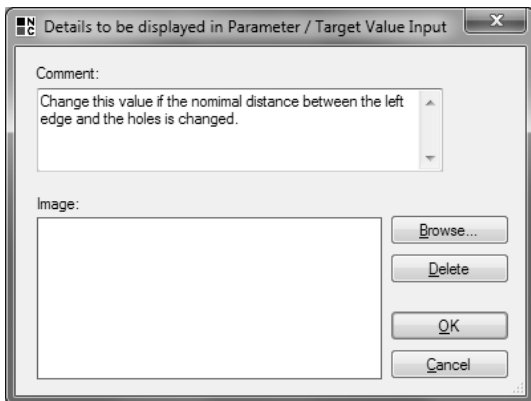 Details to be displayed in Parameter / Target Value Input
Comment:
Change this value if the nomimal distance between the left
edge and the holes is changed.
Image:
Browse...
Delete
OK
Cancel